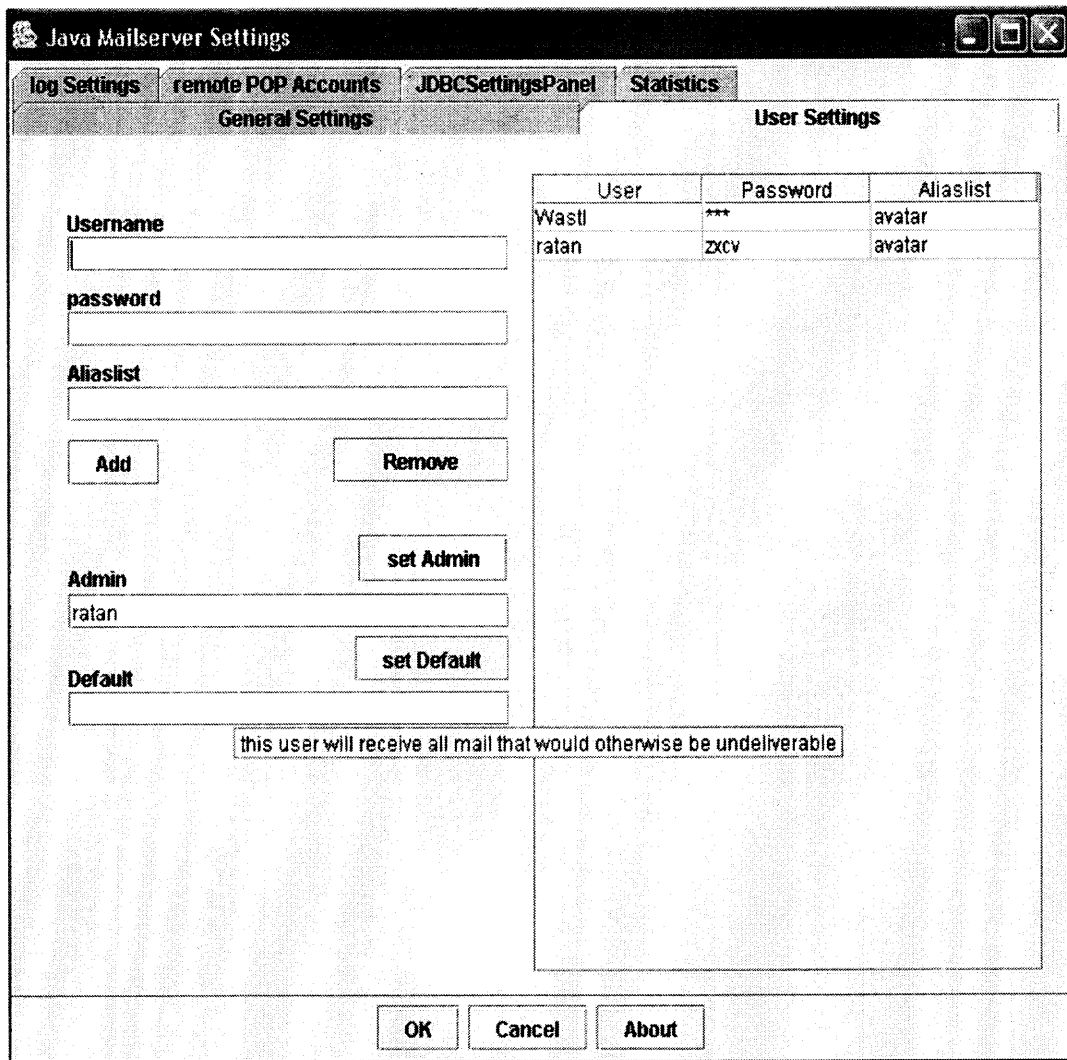 Java Mailserver Settings
log Settings remote POP Accounts JDBCSettingsPanel Statistics
General Settings User Settings
Username
password
Aliaslist
Add Remove
set Admin
Admin
ratan
set Default
Default
this user will receive all mail that would otherwise be undeliverable
User Password Aliaslist
Wastl *** avatar
ratan zxcv avatar
OK Cancel About